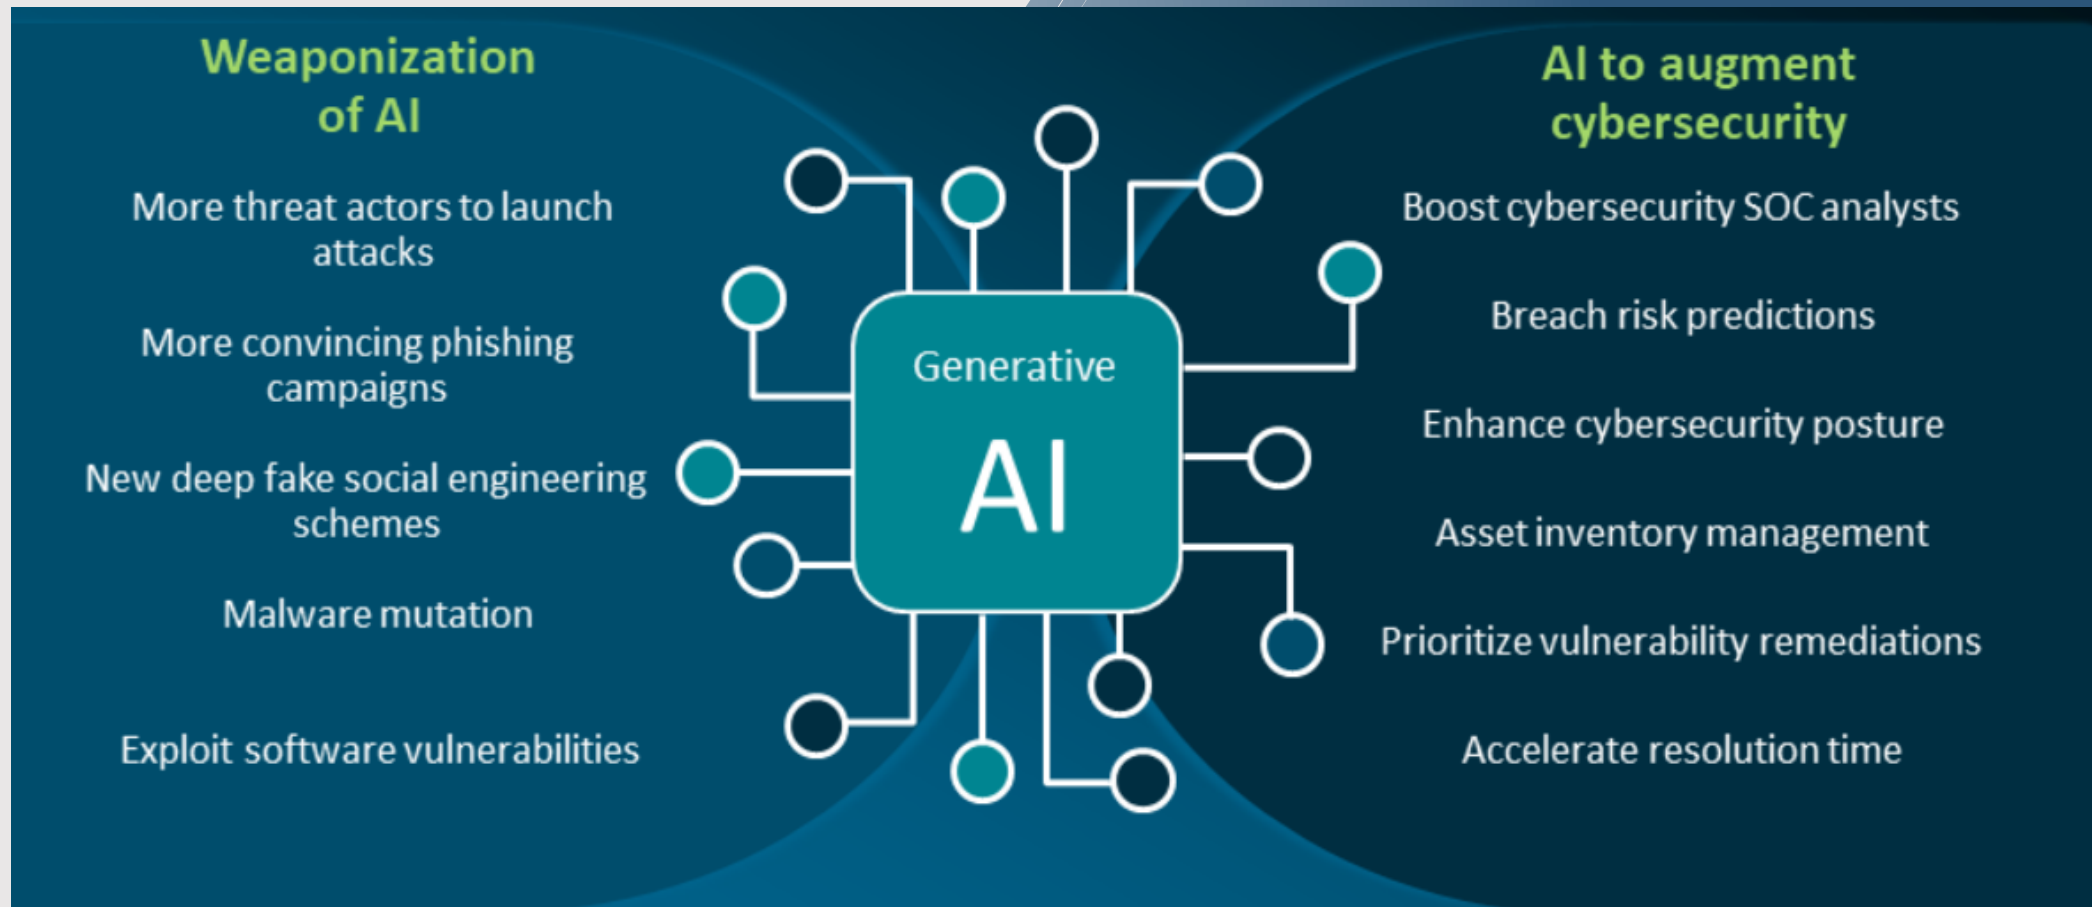 Weaponization
of AI
More threat actors to launch
attacks
More convincing phishing
campaigns
New deep fake social engineering
schemes
Malware mutation
Exploit software vulnerabilities
Generative
AI
AI to augment
cybersecurity
Boost cybersecurity SOC analysts
Breach risk predictions
Enhance cybersecurity posture
Asset inventory management
Prioritize vulnerability remediations
Accelerate resolution time